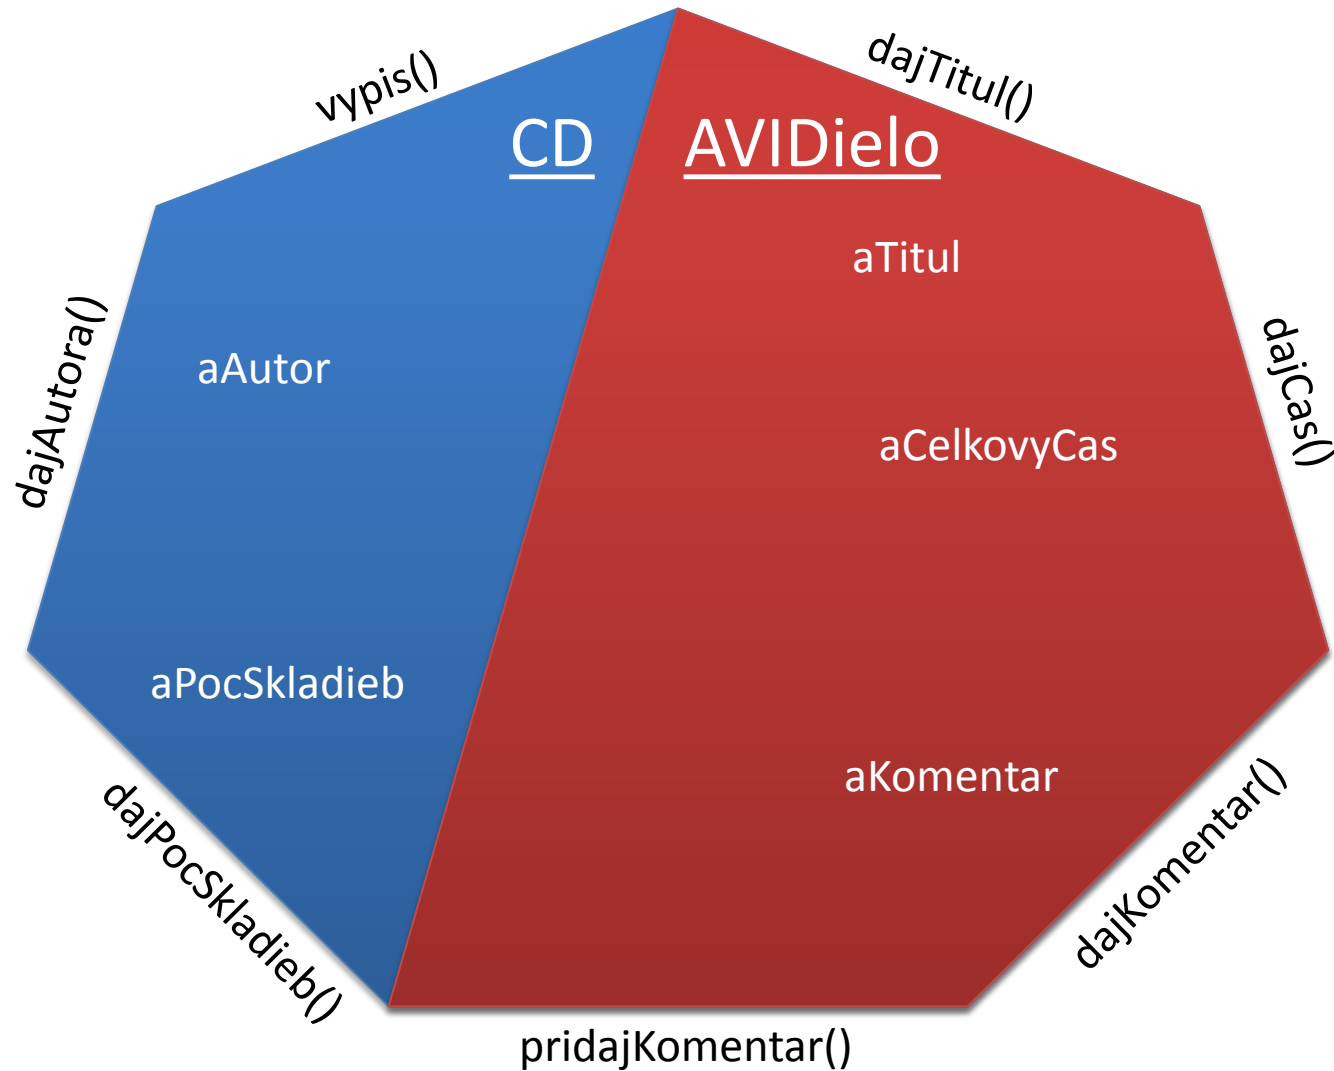 vypis()
dajTitul()
CD
AVIDielo
aTitul
dajAutora()
aAutor
dajCas()
aCelkovyCas
aPocSkladieb
aKomentar
dajPocSkladieb()
dajKomentar()
pridajKomentar()